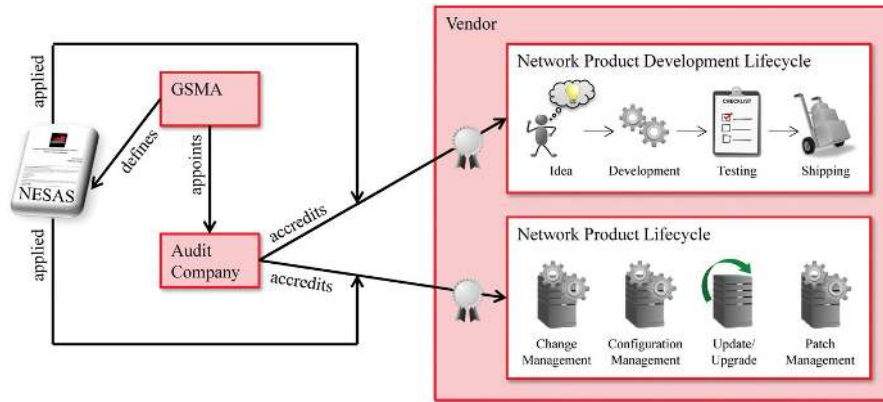 applied
GSMA
defines
NESAS
appoints
applied
Audit
Company
accredits
accredits
Vendor
Network Product Development Lifecycle
CHECKLIST
Idea
Development
Testing
Shipping
Network Product Lifecycle
Change
Management
Configuration
Management
Update/
Upgrade
Patch
Management